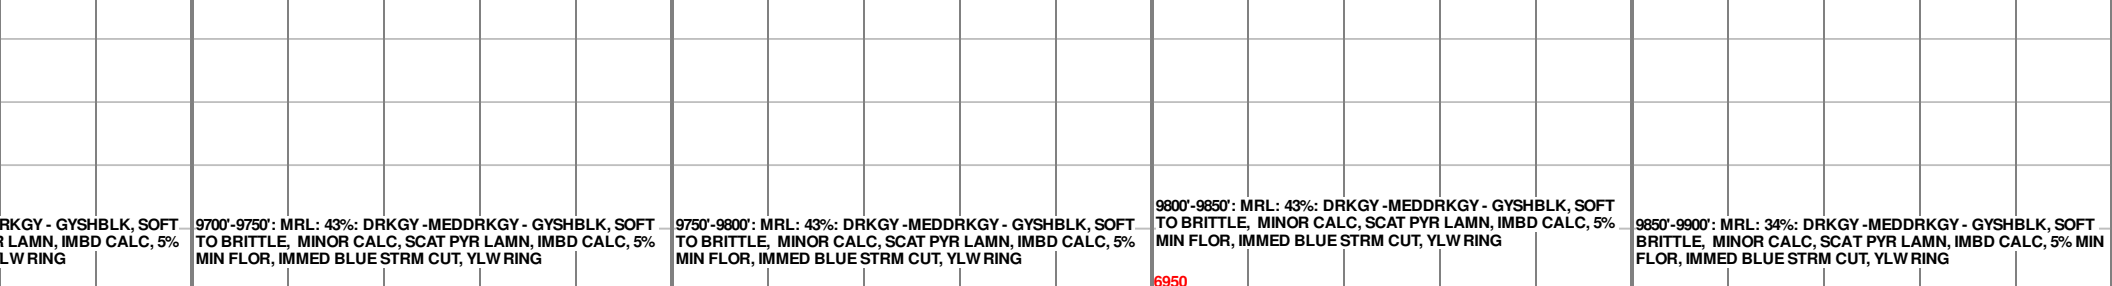 RKGY - GYSHBLK, SOFT
LAMN, IMBD CALC, 5%
LW RING
9700'-9750': MRL: 43%: DRKGY -MEDDRKGY - GYSHBLK, SOFT
TO BRITTLE, MINOR CALC, SCAT PYR LAMN, IMBD CALC, 5%
MIN FLOR, IMMED BLUE STRM CUT, YLW RING
9750'-9800': MRL: 43%: DRKGY -MEDDRKGY - GYSHBLK, SOFT
TO BRITTLE, MINOR CALC, SCAT PYR LAMN, IMBD CALC, 5%
MIN FLOR, IMMED BLUE STRM CUT, YLW RING
9800'-9850': MRL: 43%: DRKGY -MEDDRKGY - GYSHBLK, SOFT
TO BRITTLE, MINOR CALC, SCAT PYR LAMN, IMBD CALC, 5%
MIN FLOR, IMMED BLUE STRM CUT, YLW RING
6950
9850'-9900': MRL: 34%: DRKGY -MEDDRKGY - GYSHBLK, SOFT
BRITTLE, MINOR CALC, SCAT PYR LAMN, IMBD CALC, 5% MIN
FLOR, IMMED BLUE STRM CUT, YLW RING